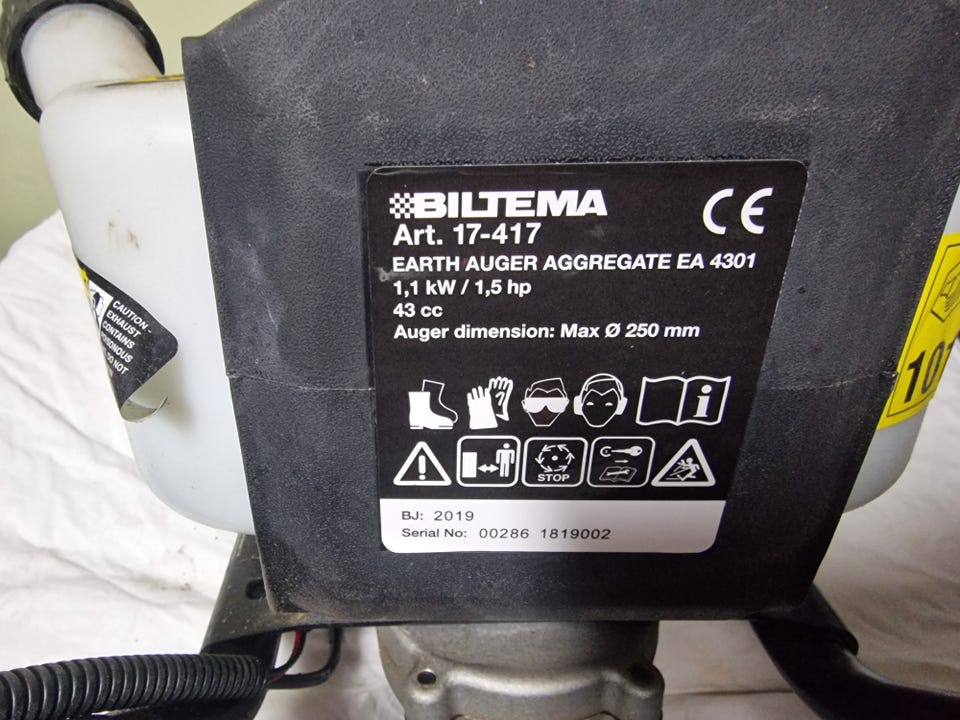 BILTEMA
CE
Art. 17-417
EARTH AUGER AGGREGATE EA 4301
1,1 kW / 1,5 hp
43 cc
Auger dimension: Max Ø 250 mm
i
STOP
BJ: 2019
Serial No: 00286 1819002
CAUTION
EXHAUST
CONTAINS
DO NOT